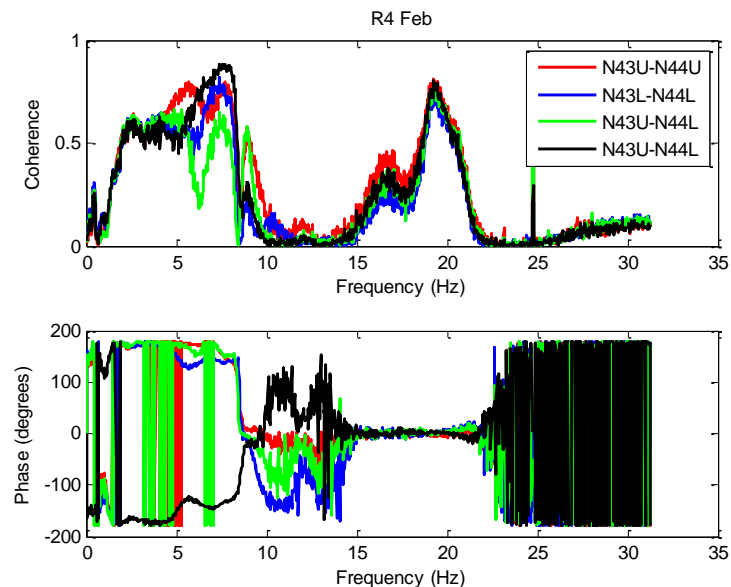 R4 Feb
1
0.5
0
Coherence
N43U-N44U
N43L-N44L
N43U-N44L
N43U-N44L
0 5 10 15 20 25 30 35
Frequency (Hz)
200
100
0
-100
-200
Phase (degrees)
0 5 10 15 20 25 30 35
Frequency (Hz)